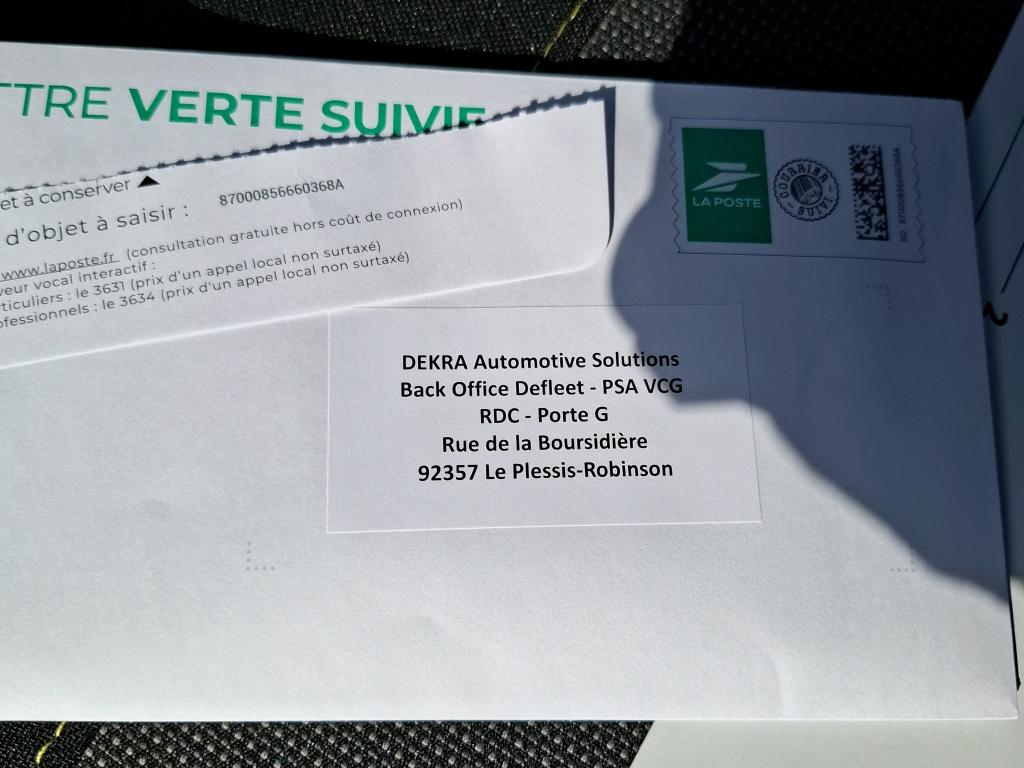 TTRE VERTE SUIVIE
et à conserver
d'objet à saisir : 87000856660368A
www.laposte.fr (consultation gratuite hors coût de connexion)
veur vocal interactif :
rticuliers : le 3631 (prix d'un appel local non surtaxé)
ofessionnels : le 3634 (prix d'un appel local non surtaxé)
LA POSTE
COURRIER
SUIVI
SD 87000856660368A
DEKRA Automotive Solutions
Back Office Defleet - PSA VCG
RDC - Porte G
Rue de la Boursidière
92357 Le Plessis-Robinson